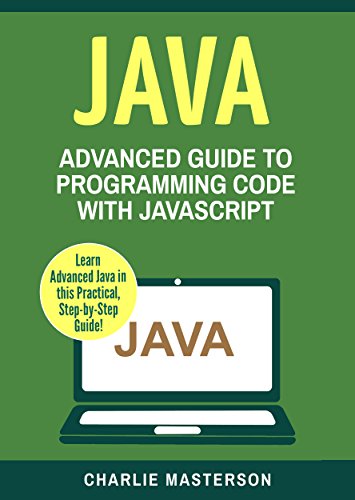 JAVA
ADVANCED GUIDE TO
PROGRAMMING CODE
WITH JAVASCRIPT
Learn
Advanced Java in
this Practical,
Step-by-Step
Guide!
JAVA
CHARLIE MASTERSON